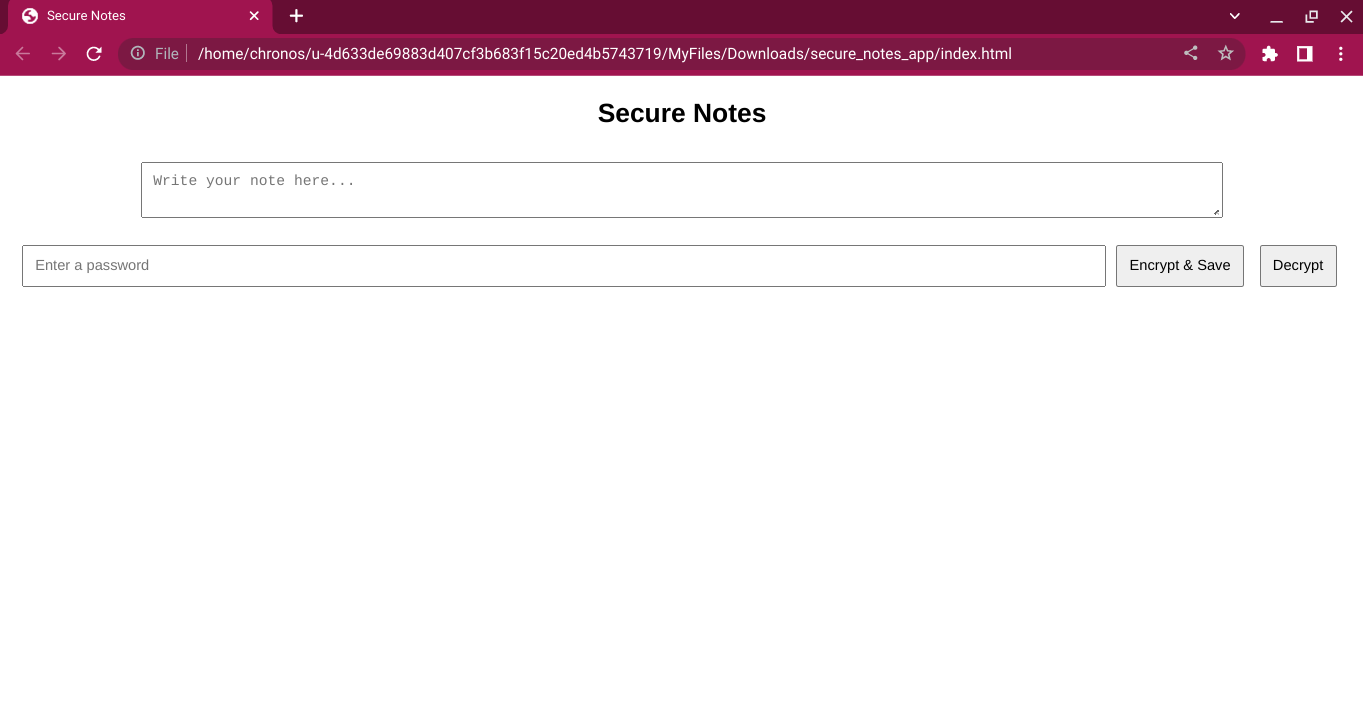 Secure Notes
File /home/chronos/u-4d633de69883d407cf3b683f15c20ed4b5743719/MyFiles/Downloads/secure_notes_app/index.html
Secure Notes
Write your note here...
Enter a password Encrypt & Save Decrypt